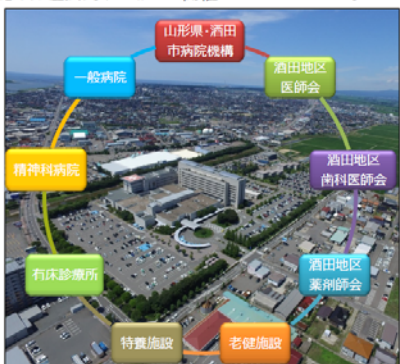 山形県・酒田
市病院機構
酒田地区
医師会
酒田地区
歯科医師会
酒田地区
薬剤師会
老健施設
特養施設
有床診療所
精神科病院
一般病院